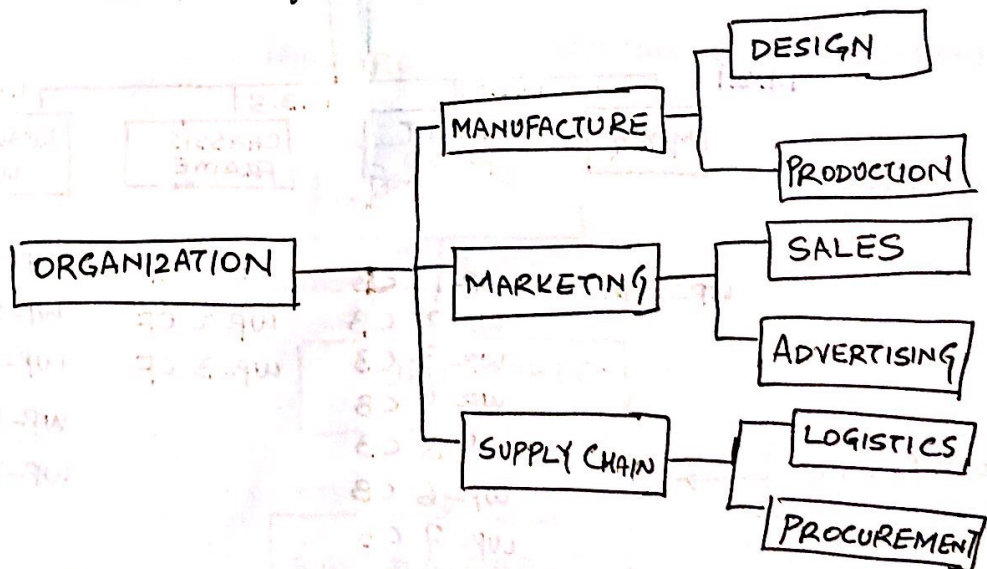 DESIGN
MANUFACTURE
PRODUCTION
ORGANIZATION
SALES
MARKETING
ADVERTISING
SUPPLY CHAIN
LOGISTICS
PROCUREMENT